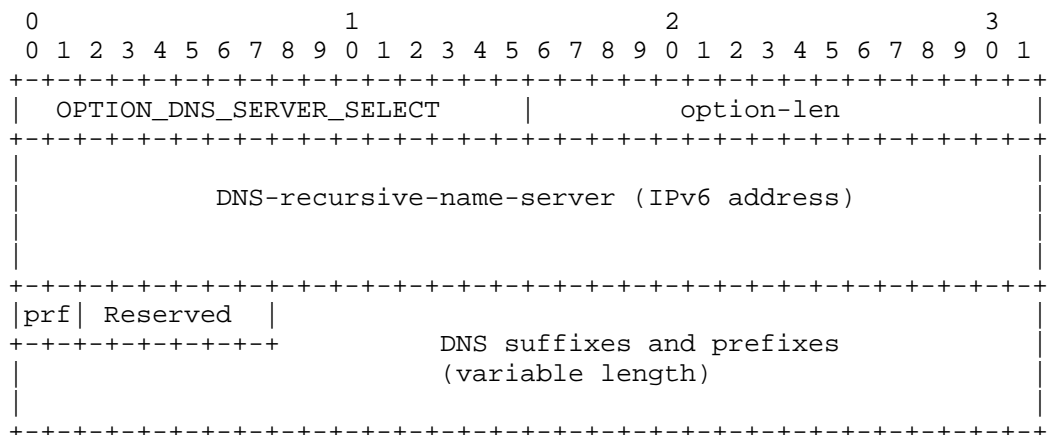 0                   1                   2                   3
0 1 2 3 4 5 6 7 8 9 0 1 2 3 4 5 6 7 8 9 0 1 2 3 4 5 6 7 8 9 0 1
+-+-+-+-+-+-+-+-+-+-+-+-+-+-+-+-+-+-+-+-+-+-+-+-+-+-+-+-+-+-+-+-+
|  OPTION_DNS_SERVER_SELECT     |         option-len            |
+-+-+-+-+-+-+-+-+-+-+-+-+-+-+-+-+-+-+-+-+-+-+-+-+-+-+-+-+-+-+-+-+
|                                                               |
|            DNS-recursive-name-server (IPv6 address)           |
|                                                               |
|                                                               |
+-+-+-+-+-+-+-+-+-+-+-+-+-+-+-+-+-+-+-+-+-+-+-+-+-+-+-+-+-+-+-+-+
|prf| Reserved  |                                               |
+-+-+-+-+-+-+-+-+          DNS suffixes and prefixes            |
|                          (variable length)                    |
|                                                               |
+-+-+-+-+-+-+-+-+-+-+-+-+-+-+-+-+-+-+-+-+-+-+-+-+-+-+-+-+-+-+-+-+